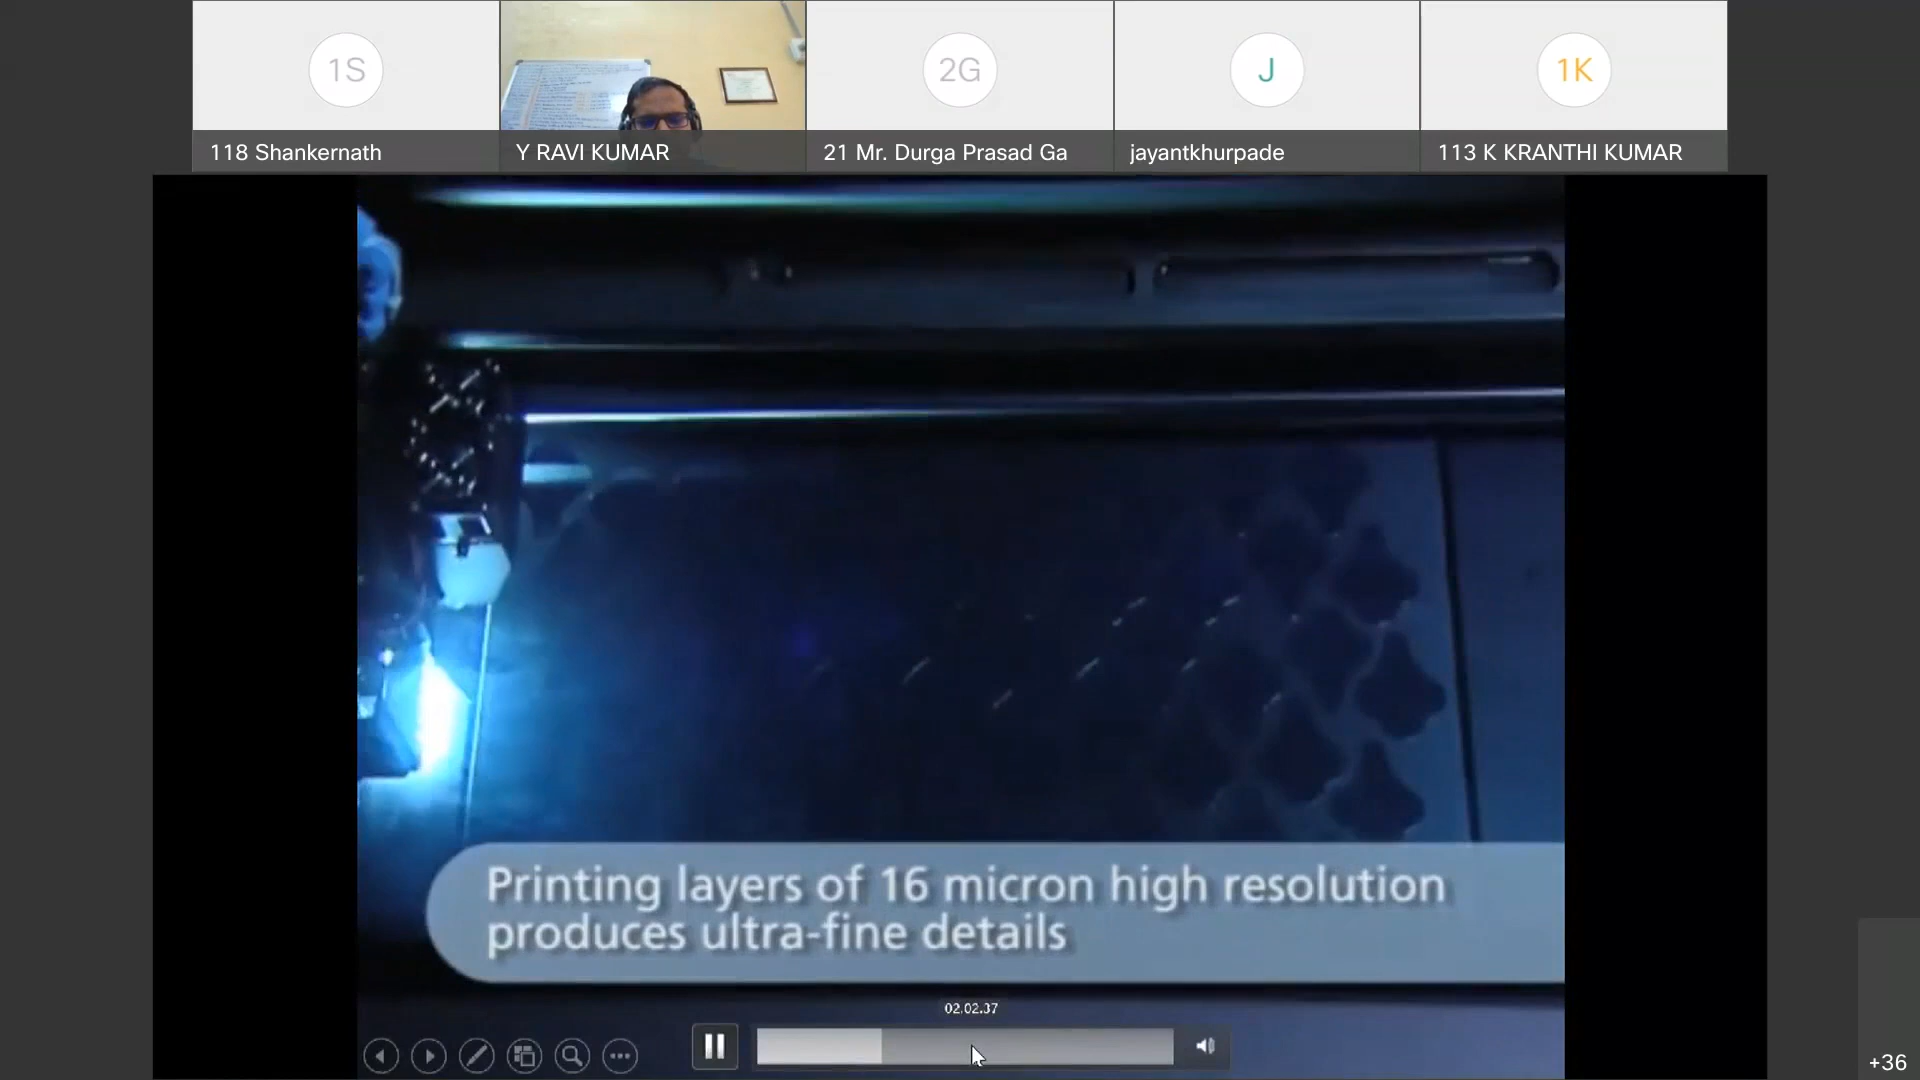 1S
2G
J
1K
118 Shankernath
Y RAVI KUMAR
21 Mr. Durga Prasad Ga
jayantkhurpade
113 K KRANTHI KUMAR
Printing layers of 16 micron high resolution
produces ultra-fine details
02:02.37
+36